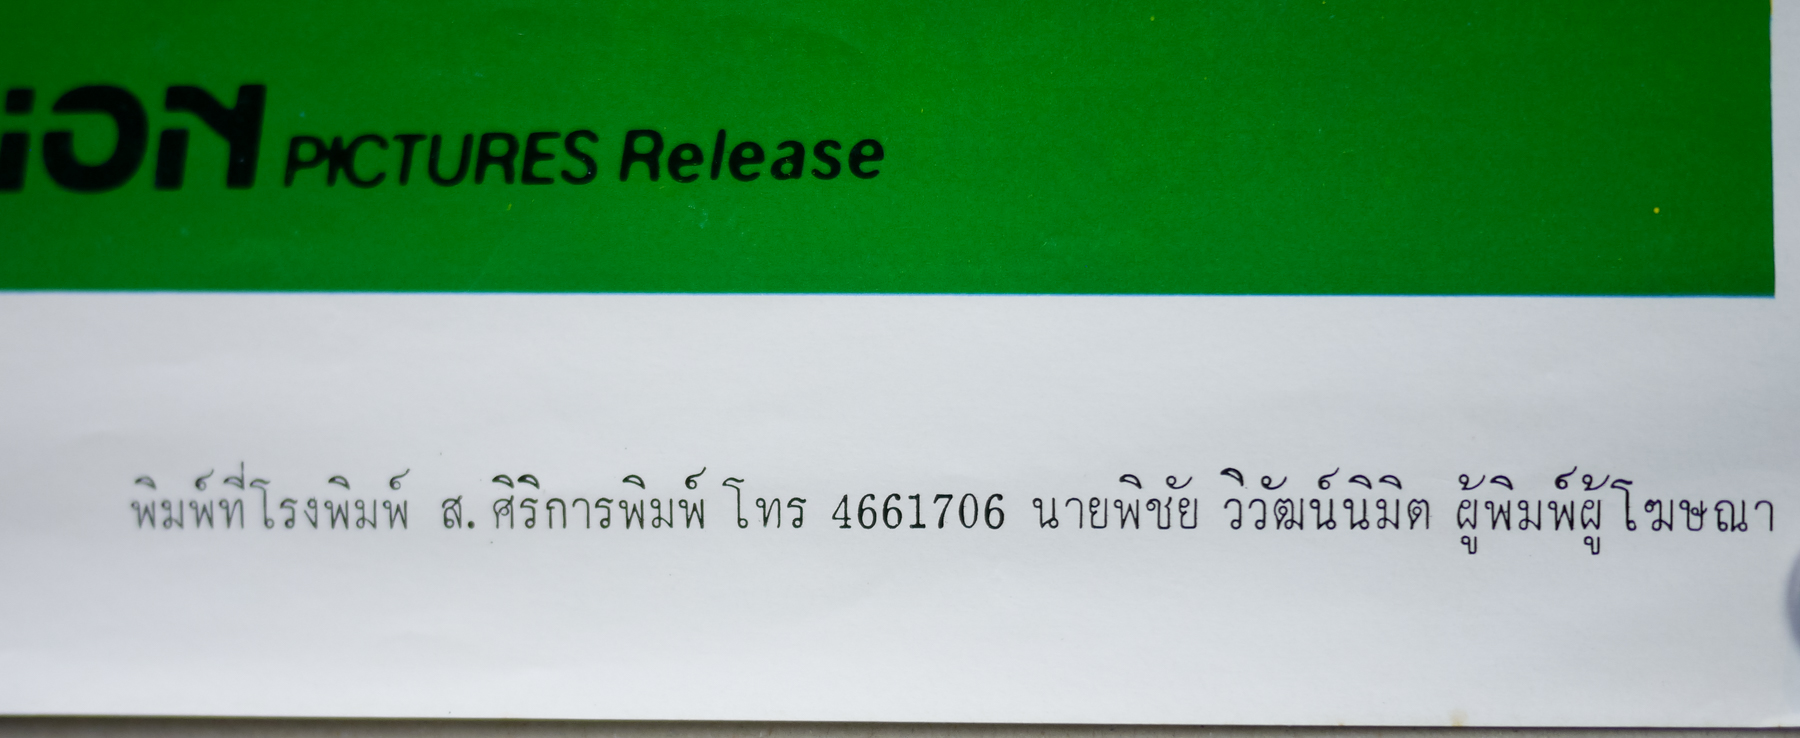 iON PICTURES Release
พิมพ์ที่โรงพิมพ์ ส. ศิริการพิมพ์ โทร 4661706 นายพิชัย วิวัฒน์นิมิต ผู้พิมพ์ผู้โฆษณา